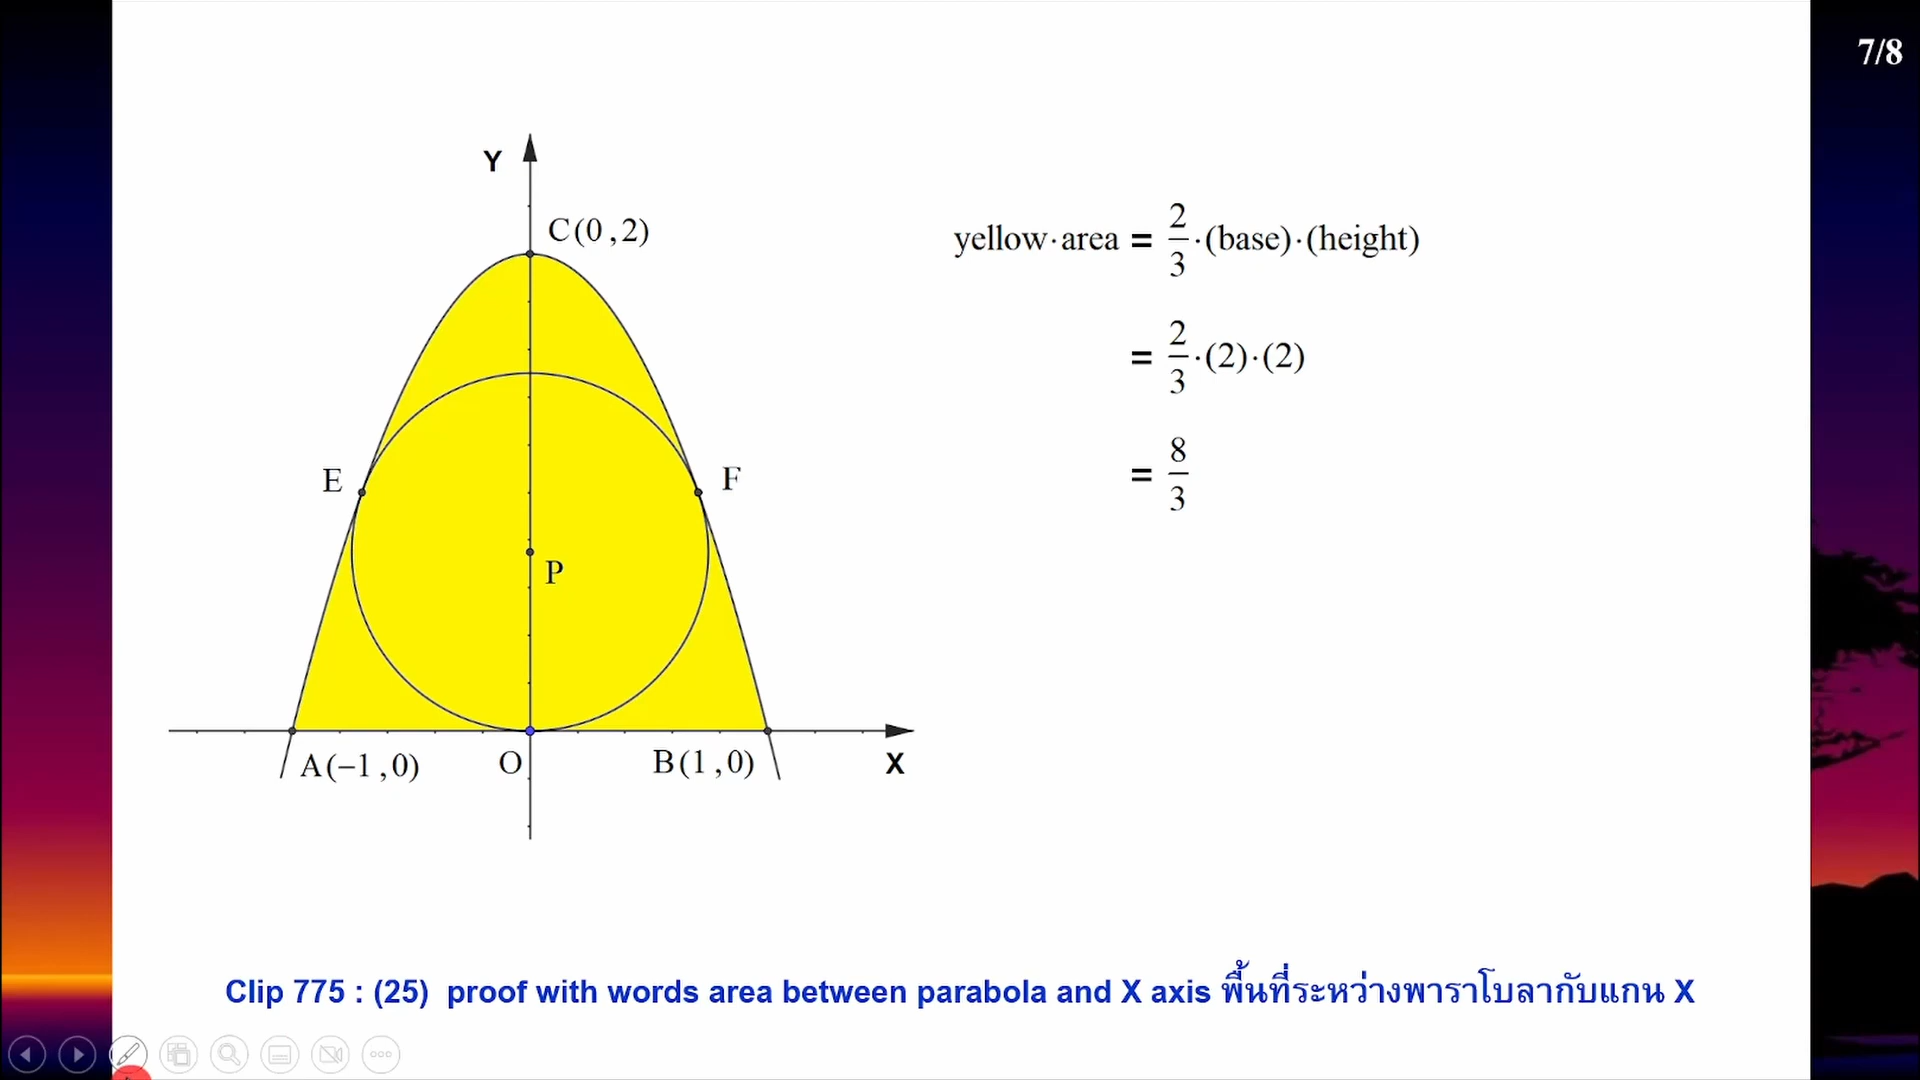 7/8
Y
C(0,2)
yellow·area = 2/3·(base)·(height)
= 2/3·(2)·(2)
= 8/3
E
F
P
A(−1,0)
O
B(1,0)
X
Clip 775 : (25) proof with words area between parabola and X axis พื้นที่ระหว่างพาราโบลากับแกน X